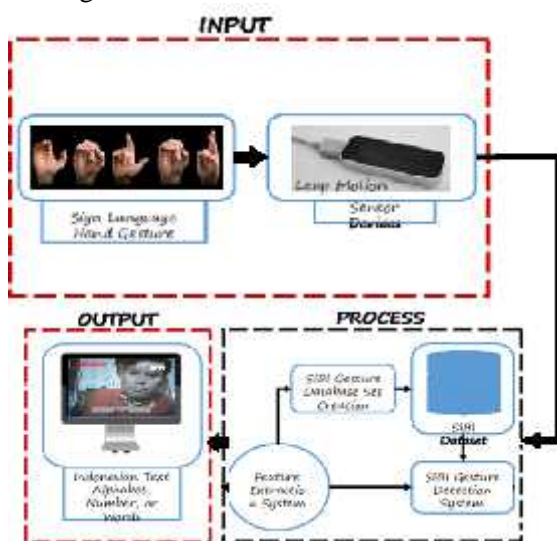 INPUT
Leap Motion
Sign Language
Hand Gesture
Sensor
Devices
OUTPUT
PROCESS
SIBI Gesture
Database Set
Creation
SIBI
Dataset
Indonesian Text
Alphabet,
Number, or
Words
Feature
Extractio
n System
SIBI Gesture
Detection
System